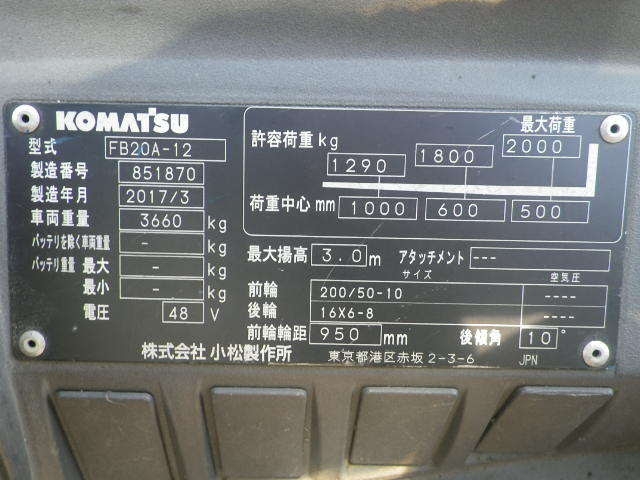 KOMATSU
型式 FB20A-12
製造番号 851870
製造年月 2017/3
車両重量 3660 kg
バッテリを除く車両重量 - kg
バッテリ重量 最大 - kg
最小 - kg
電圧 48 V
最大荷重
許容荷重 kg 1290 1800 2000
荷重中心 mm 1000 600 500
最大揚高 3.0 m アタッチメント ---
サイズ 空気圧
前輪 200/50-10 ----
後輪 16X6-8 ----
前輪輪距 950 mm 後傾角 10°
株式会社 小松製作所 東京都港区赤坂 2-3-6 JPN